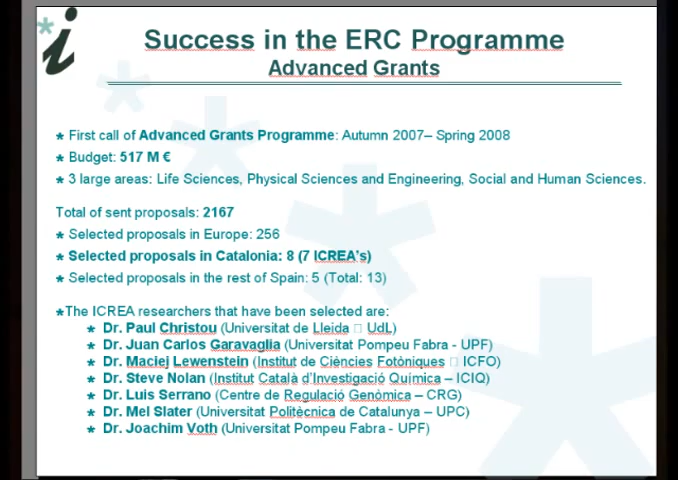 Success in the ERC Programme
Advanced Grants
* First call of Advanced Grants Programme: Autumn 2007– Spring 2008
* Budget: 517 M €
* 3 large areas: Life Sciences, Physical Sciences and Engineering, Social and Human Sciences.
Total of sent proposals: 2167
* Selected proposals in Europe: 256
* Selected proposals in Catalonia: 8 (7 ICREA's)
* Selected proposals in the rest of Spain: 5 (Total: 13)
*The ICREA researchers that have been selected are:
* Dr. Paul Christou (Universitat de Lleida □ UdL)
* Dr. Juan Carlos Garavaglia (Universitat Pompeu Fabra - UPF)
* Dr. Maciej Lewenstein (Institut de Ciències Fotòniques □ ICFO)
* Dr. Steve Nolan (Institut Català d'Investigació Química – ICIQ)
* Dr. Luis Serrano (Centre de Regulació Genòmica – CRG)
* Dr. Mel Slater (Universitat Politècnica de Catalunya – UPC)
* Dr. Joachim Voth (Universitat Pompeu Fabra - UPF)